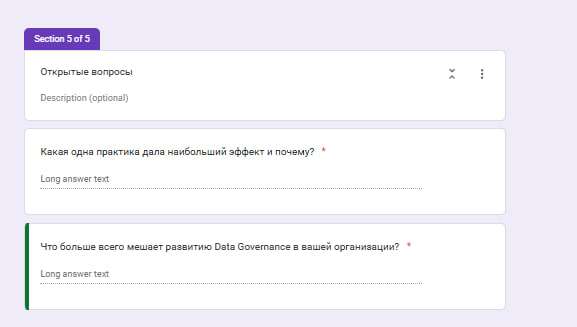 Section 5 of 5
Открытые вопросы
Description (optional)
Какая одна практика дала наибольший эффект и почему? *
Long answer text
Что больше всего мешает развитию Data Governance в вашей организации? *
Long answer text